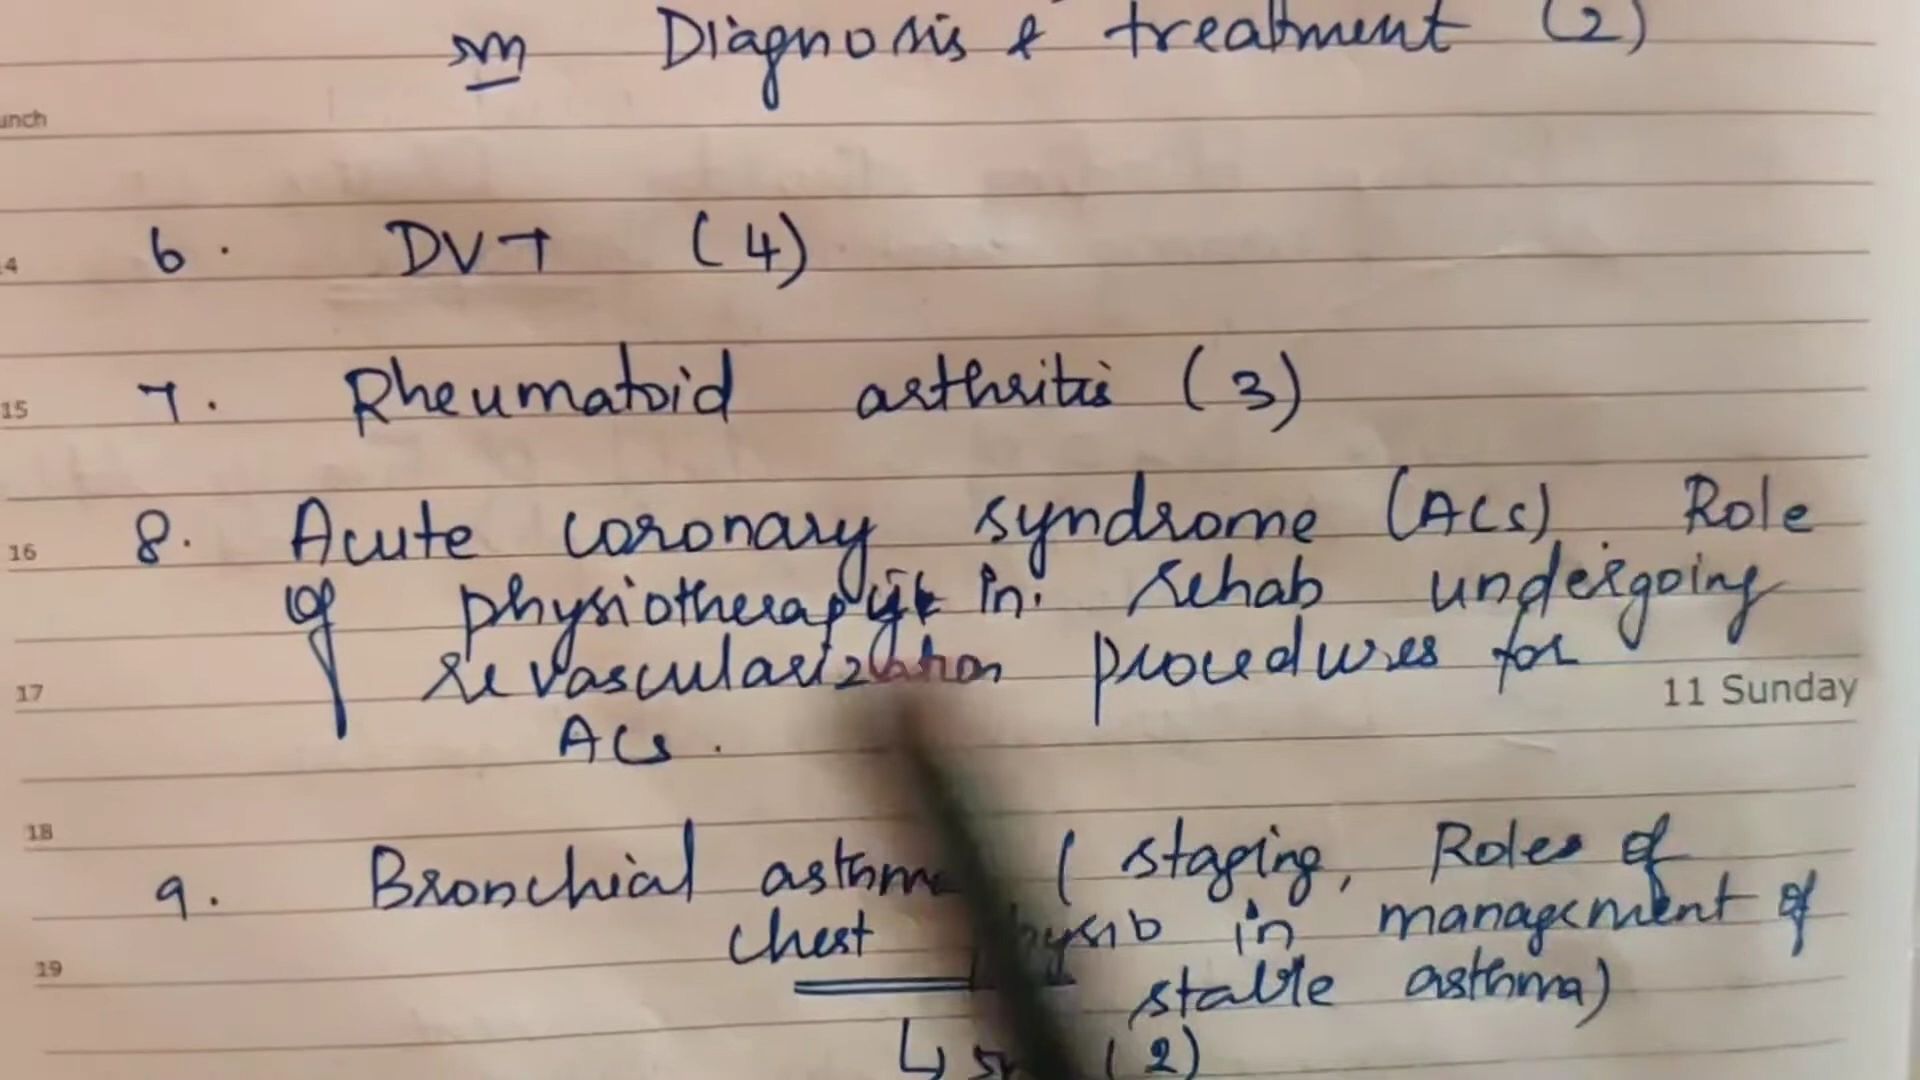 sm Diagnosis & treatment (2)
unch
14 6. DVT (4)
15 7. Rheumatoid arthritis (3)
16 8. Acute coronary syndrome (ACS). Role
of physiotherapist in rehab undergoing
17 revascularization procedures for
11 Sunday
ACS.
18
9. Bronchial asthma ( staging, Roles of
chest physio in management of
19 stable asthma)
↳ (2)